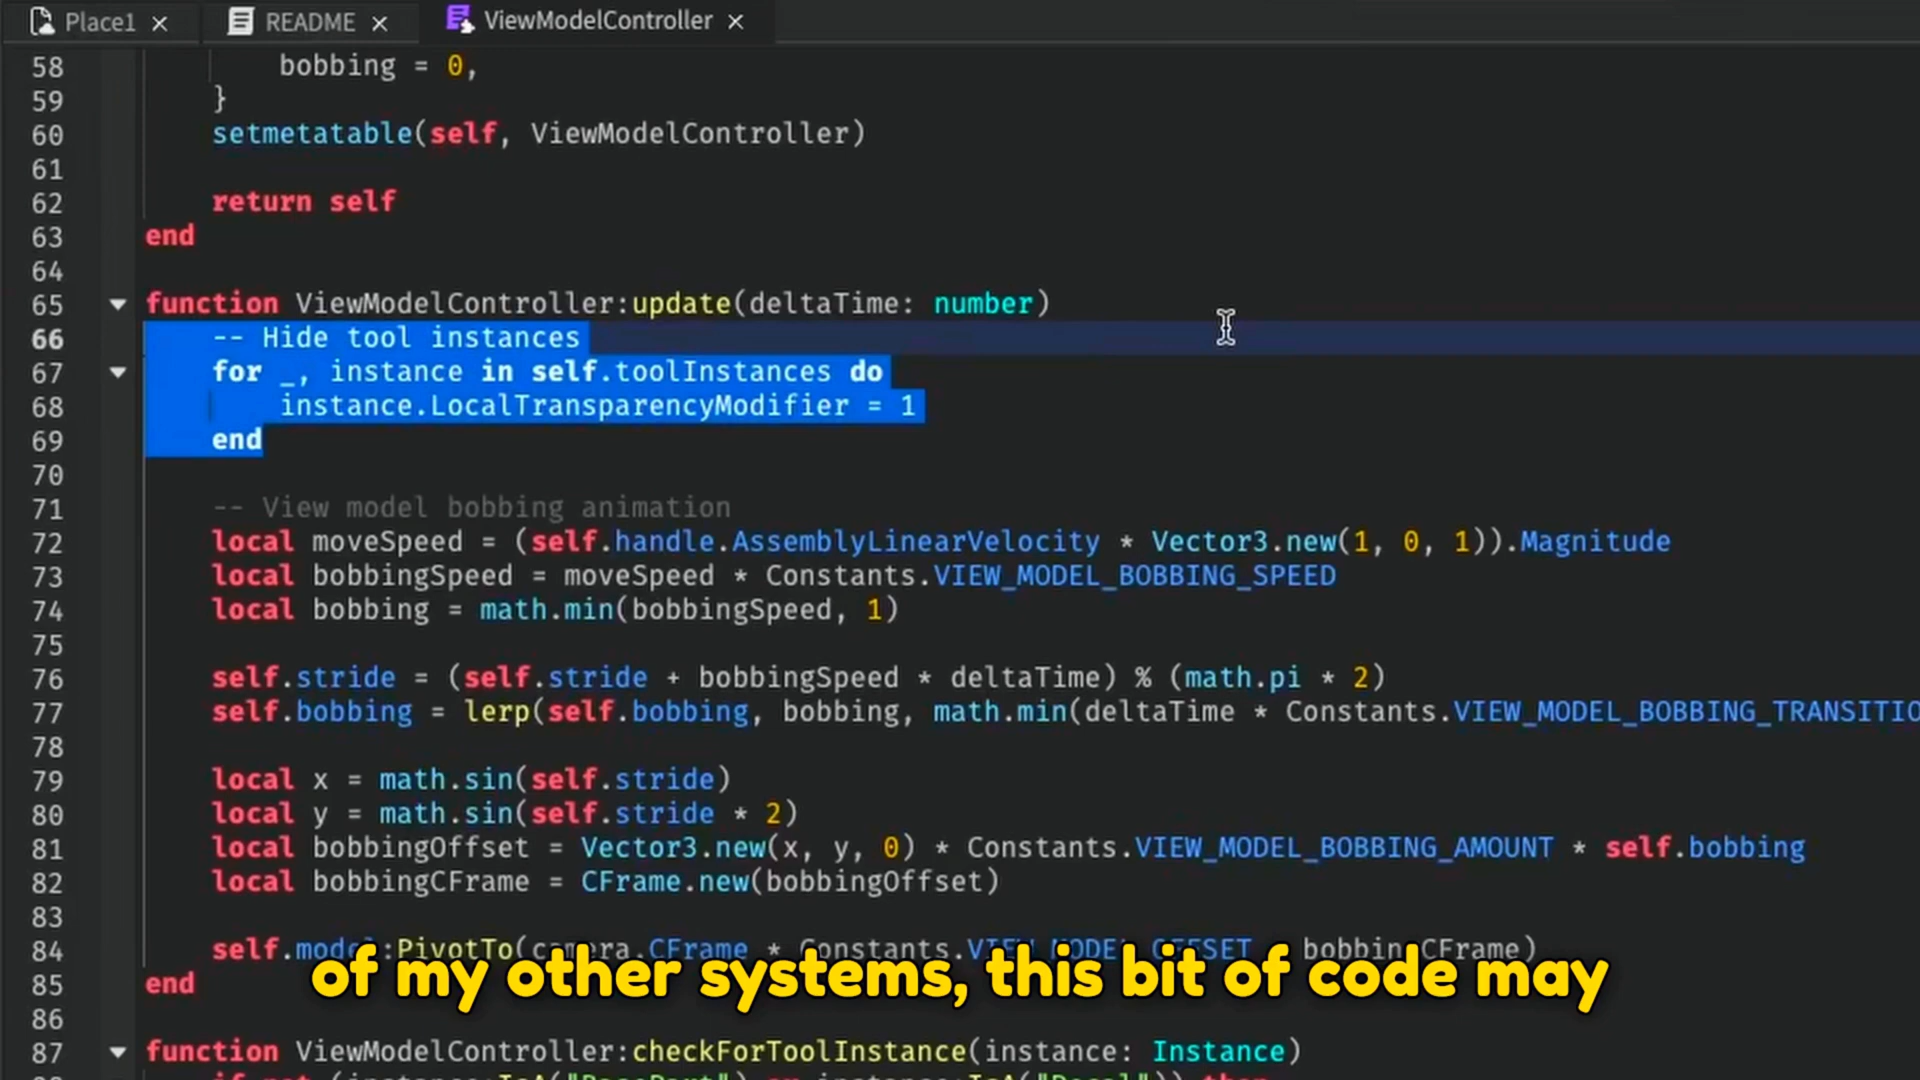 Place1 × README × ViewModelController ×
58 bobbing = 0,
59 }
60 setmetatable(self, ViewModelController)
61
62 return self
63 end
64
65 function ViewModelController:update(deltaTime: number)
66 -- Hide tool instances
67 for _, instance in self.toolInstances do
68 instance.LocalTransparencyModifier = 1
69 end
70
71 -- View model bobbing animation
72 local moveSpeed = (self.handle.AssemblyLinearVelocity * Vector3.new(1, 0, 1)).Magnitude
73 local bobbingSpeed = moveSpeed * Constants.VIEW_MODEL_BOBBING_SPEED
74 local bobbing = math.min(bobbingSpeed, 1)
75
76 self.stride = (self.stride + bobbingSpeed * deltaTime) % (math.pi * 2)
77 self.bobbing = lerp(self.bobbing, bobbing, math.min(deltaTime * Constants.VIEW_MODEL_BOBBING_TRANSITIO
78
79 local x = math.sin(self.stride)
80 local y = math.sin(self.stride * 2)
81 local bobbingOffset = Vector3.new(x, y, 0) * Constants.VIEW_MODEL_BOBBING_AMOUNT * self.bobbing
82 local bobbingCFrame = CFrame.new(bobbingOffset)
83
84 self.model:PivotTo(camera.CFrame * Constants.VIEW_MODEL_OFFSET bobbingCFrame)
of my other systems, this bit of code may
85 end
86
87 function ViewModelController:checkForToolInstance(instance: Instance)